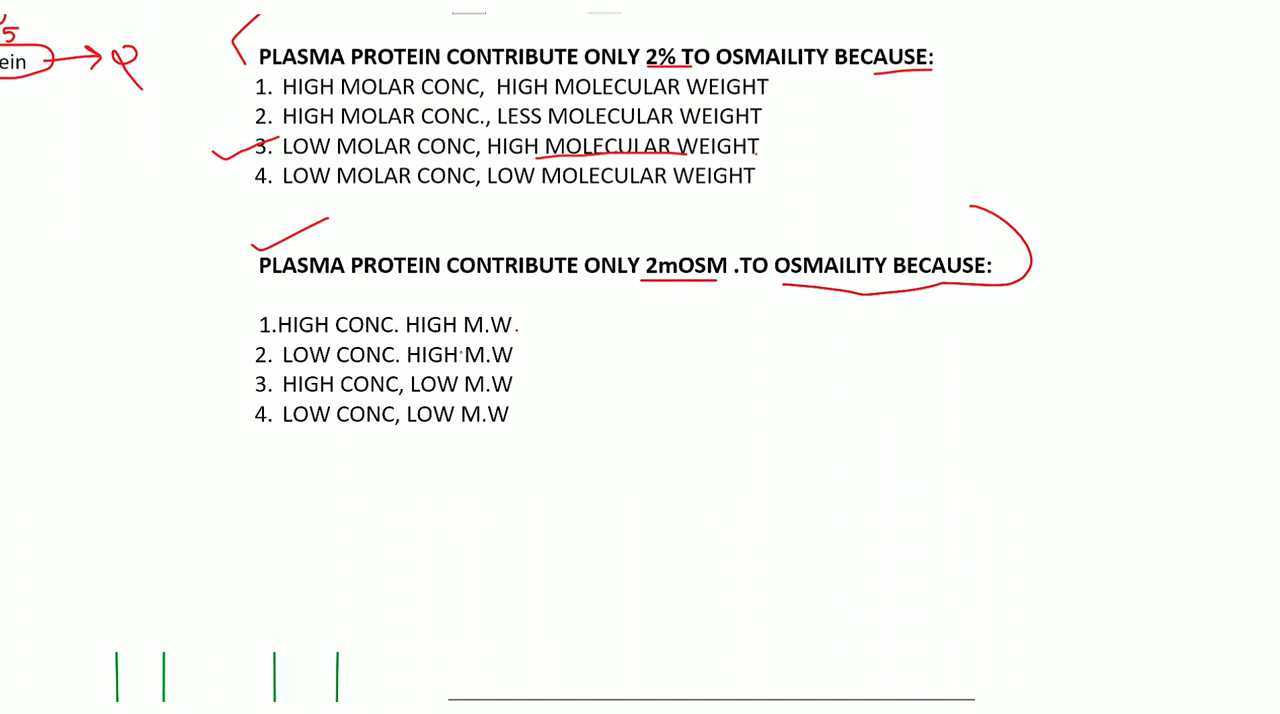 5
ein
PLASMA PROTEIN CONTRIBUTE ONLY 2% TO OSMAILITY BECAUSE:
1. HIGH MOLAR CONC, HIGH MOLECULAR WEIGHT
2. HIGH MOLAR CONC., LESS MOLECULAR WEIGHT
3. LOW MOLAR CONC, HIGH MOLECULAR WEIGHT
4. LOW MOLAR CONC, LOW MOLECULAR WEIGHT
PLASMA PROTEIN CONTRIBUTE ONLY 2mOSM .TO OSMAILITY BECAUSE:
1.HIGH CONC. HIGH M.W
2. LOW CONC. HIGH M.W
3. HIGH CONC, LOW M.W
4. LOW CONC, LOW M.W